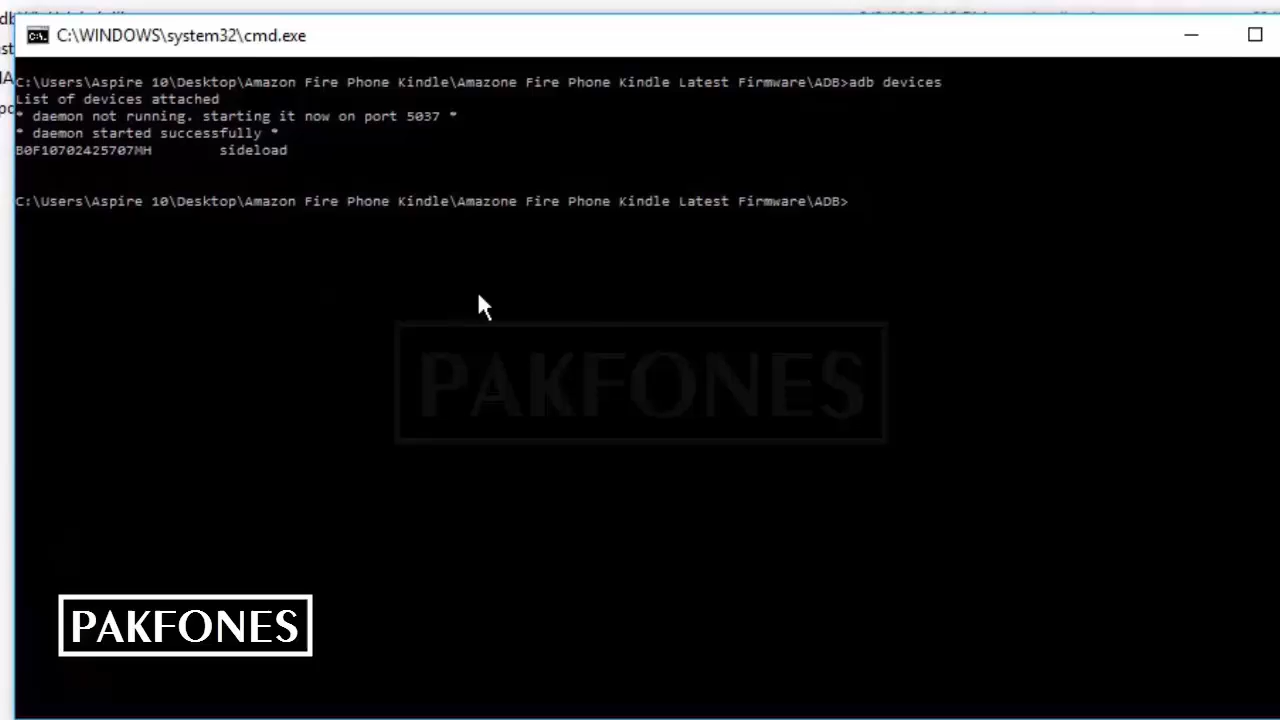 C:\WINDOWS\system32\cmd.exe
C:\Users\Aspire 10\Desktop\Amazon Fire Phone Kindle\Amazone Fire Phone Kindle Latest Firmware\ADB>adb devices
List of devices attached
* daemon not running. starting it now on port 5037 *
* daemon started successfully *
B0F10702425707MH sideload
C:\Users\Aspire 10\Desktop\Amazon Fire Phone Kindle\Amazone Fire Phone Kindle Latest Firmware\ADB>
PAKFONES
PAKFONES